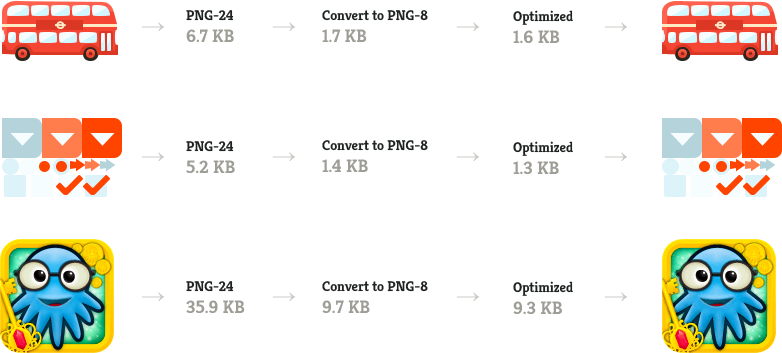 PNG-24 Convert to PNG-8 Optimized
6.7 KB 1.7 KB 1.6 KB
PNG-24 Convert to PNG-8 Optimized
5.2 KB 1.4 KB 1.3 KB
PNG-24 Convert to PNG-8 Optimized
35.9 KB 9.7 KB 9.3 KB